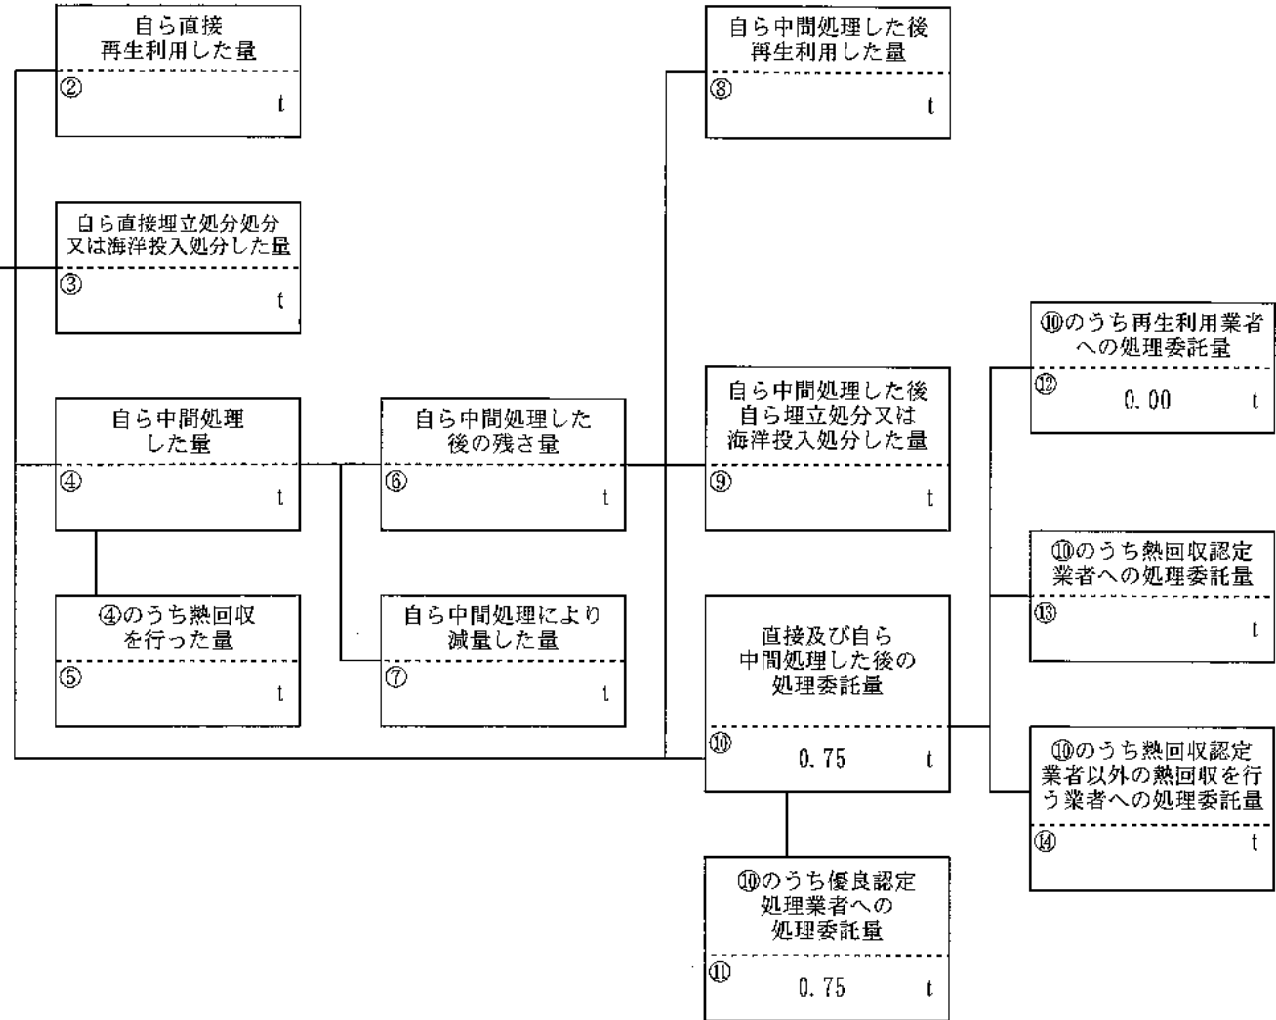 自ら直接
再生利用した量
②
t
自ら中間処理した後
再生利用した量
⑧
t
自ら直接埋立処分処分
又は海洋投入処分した量
③
t
⑩のうち再生利用業者
への処理委託量
⑫
0.00 t
自ら中間処理
した量
④
t
自ら中間処理した
後の残さ量
⑥
t
自ら中間処理した後
自ら埋立処分又は
海洋投入処分した量
⑨
t
⑩のうち熱回収認定
業者への処理委託量
⑬
t
④のうち熱回収
を行った量
⑤
t
自ら中間処理により
減量した量
⑦
t
直接及び自ら
中間処理した後の
処理委託量
⑩
0.75 t
⑩のうち熱回収認定
業者以外の熱回収を行
う業者への処理委託量
⑭
t
⑩のうち優良認定
処理業者への
処理委託量
⑪
0.75 t